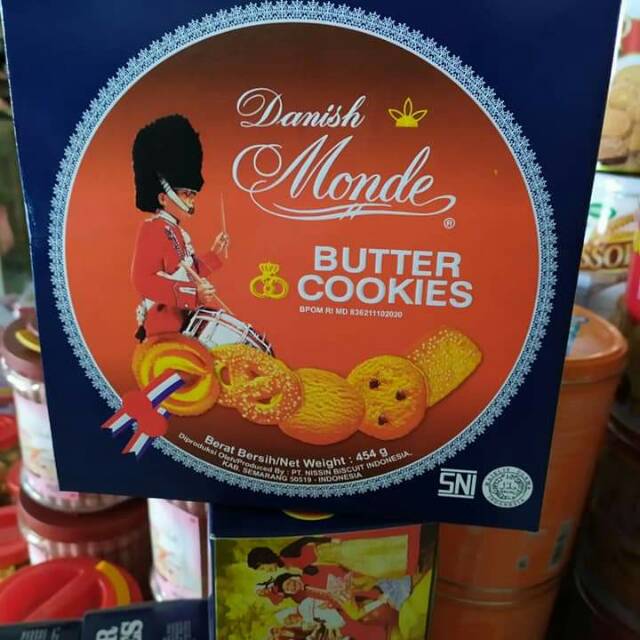 Danish
Monde
®
BUTTER
COOKIES
BPOM RI MD 836211102020
Berat Bersih/Net Weight : 454 g
Diproduksi Oleh/Produced By : PT. NISSIN BISCUIT INDONESIA,
KAB. SEMARANG 50519 - INDONESIA
SNI